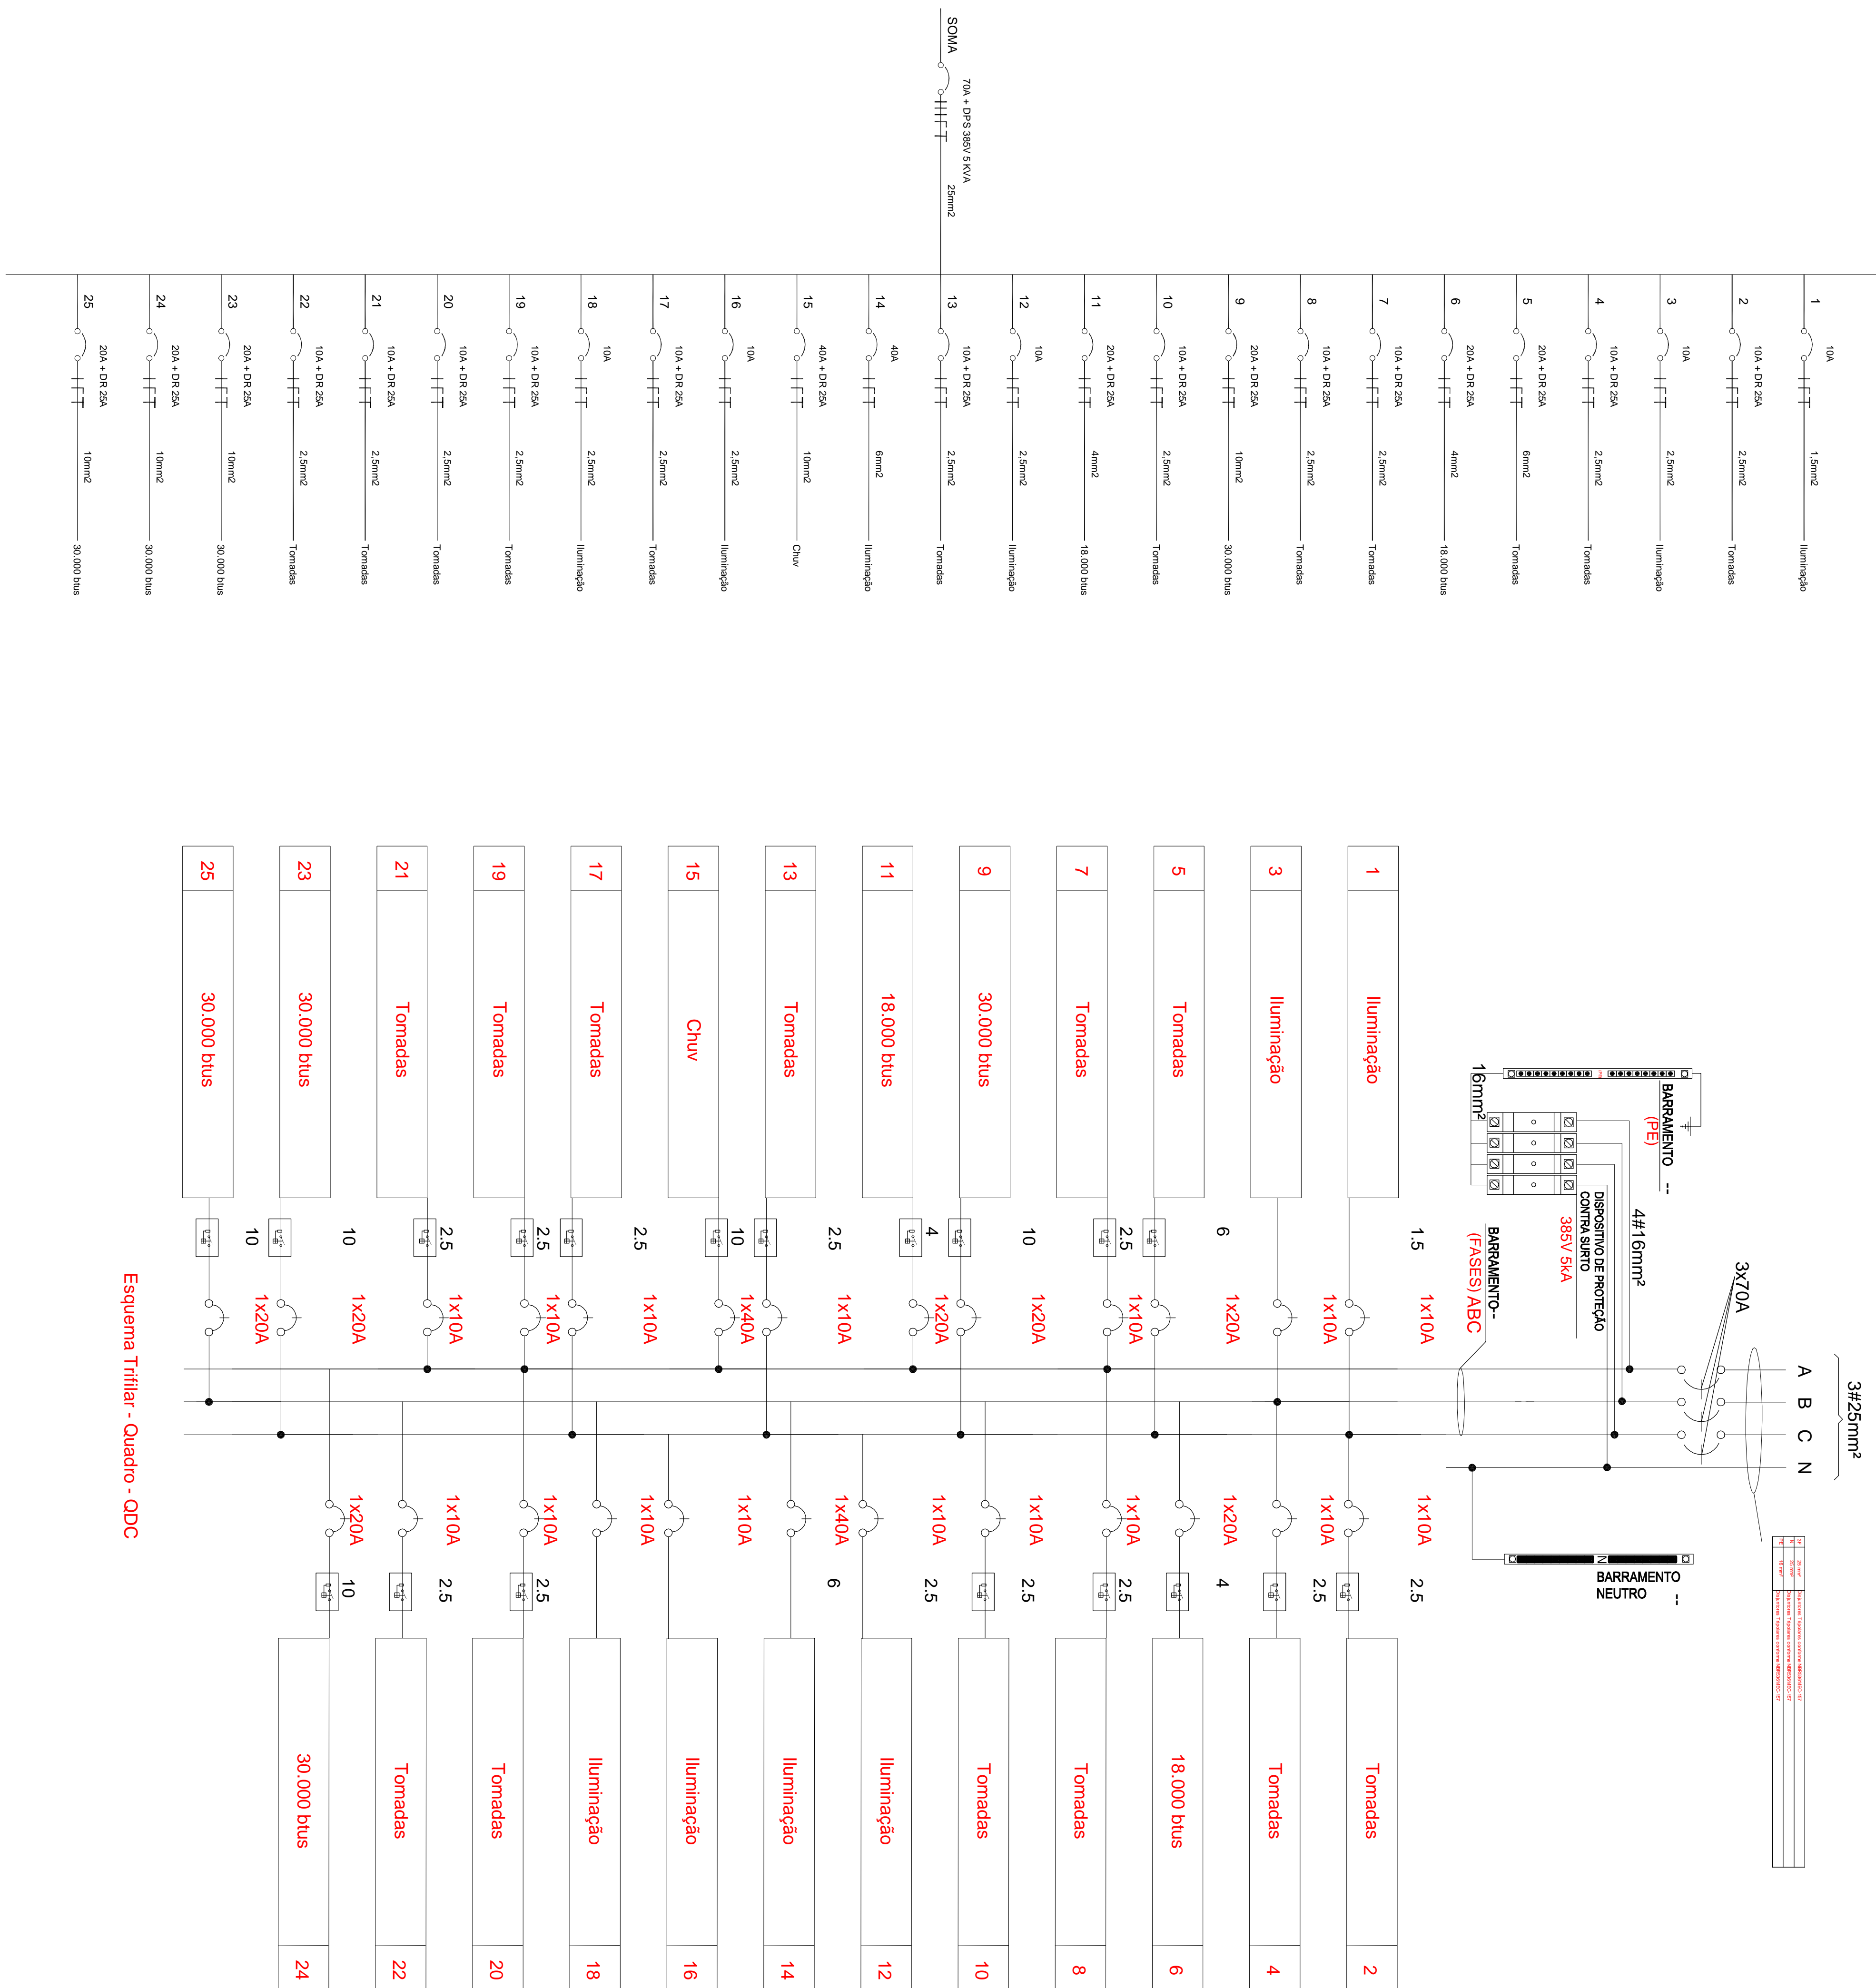 SOMA
70A + DPS 385V 5 KVA
25mm2
1
10A
1,5mm2
Iluminação
2
10A + DR 25A
2,5mm2
Tomadas
3
10A
2,5mm2
Iluminação
4
10A + DR 25A
2,5mm2
Tomadas
5
20A + DR 25A
6mm2
Tomadas
6
20A + DR 25A
4mm2
18.000 btus
7
10A + DR 25A
2,5mm2
Tomadas
8
10A + DR 25A
2,5mm2
Tomadas
9
20A + DR 25A
10mm2
30.000 btus
10
10A + DR 25A
2,5mm2
Tomadas
11
20A + DR 25A
4mm2
18.000 btus
12
10A
2,5mm2
Iluminação
13
10A + DR 25A
2,5mm2
Tomadas
14
40A
6mm2
Iluminação
15
40A + DR 25A
10mm2
Chuv
16
10A
2,5mm2
Iluminação
17
10A + DR 25A
2,5mm2
Tomadas
18
10A
2,5mm2
Iluminação
19
10A + DR 25A
2,5mm2
Tomadas
20
10A + DR 25A
2,5mm2
Tomadas
21
10A + DR 25A
2,5mm2
Tomadas
22
10A + DR 25A
2,5mm2
Tomadas
23
20A + DR 25A
10mm2
30.000 btus
24
20A + DR 25A
10mm2
30.000 btus
25
20A + DR 25A
10mm2
30.000 btus
3#25mm²
A
B
C
N
3x70A
4#16mm²
16mm²
BARRAMENTO --
(PE)
DISPOSITIVO DE PROTEÇÃO
CONTRA SURTO
385V 5kA
BARRAMENTO--
(FASES) ABC
N
BARRAMENTO --
NEUTRO
1
Iluminação
1.5
1x10A
1x10A
2.5
Tomadas
2
3
Iluminação
1x10A
1x10A
2.5
Tomadas
4
5
Tomadas
6
1x20A
1x20A
4
18.000 btus
6
7
Tomadas
2.5
1x10A
1x10A
2.5
Tomadas
8
9
30.000 btus
10
1x20A
1x10A
2.5
Tomadas
10
11
18.000 btus
4
1x20A
1x10A
2.5
Iluminação
12
13
Tomadas
2.5
1x10A
1x40A
6
Iluminação
14
15
Chuv
10
1x40A
1x10A
Iluminação
16
17
Tomadas
2.5
1x10A
1x10A
Iluminação
18
19
Tomadas
2.5
1x10A
1x10A
2.5
Tomadas
20
21
Tomadas
2.5
1x10A
1x10A
2.5
Tomadas
22
23
30.000 btus
10
1x20A
1x20A
10
30.000 btus
24
25
30.000 btus
10
1x20A
Esquema Trifilar - Quadro - QDC